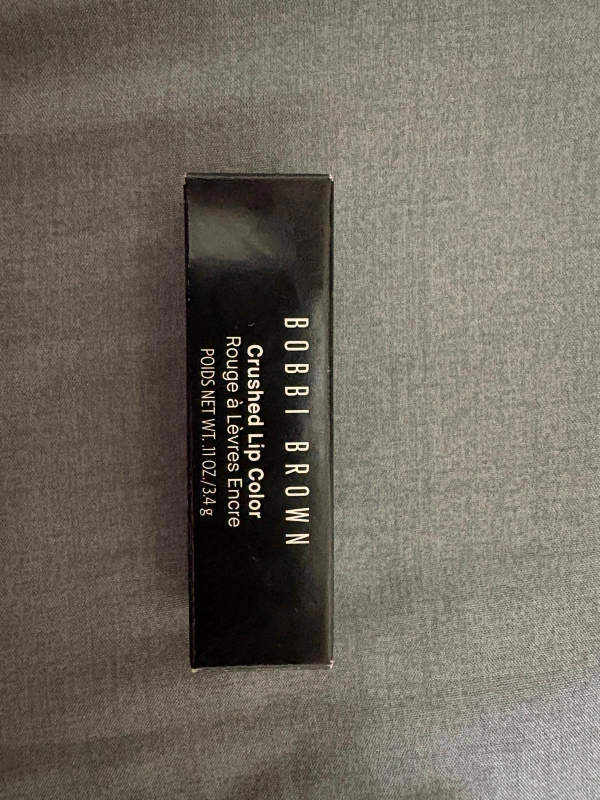 BOBBI BROWN
Crushed Lip Color
Rouge à Lèvres Encre
POIDS NET WT. .11 OZ./3.4 g